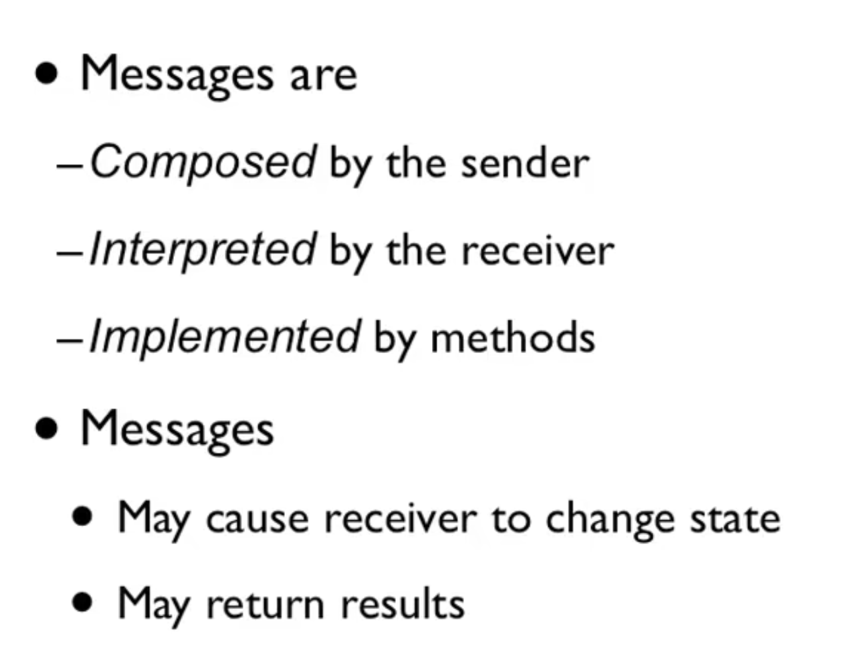 • Messages are
–Composed by the sender
–Interpreted by the receiver
–Implemented by methods
• Messages
• May cause receiver to change state
• May return results